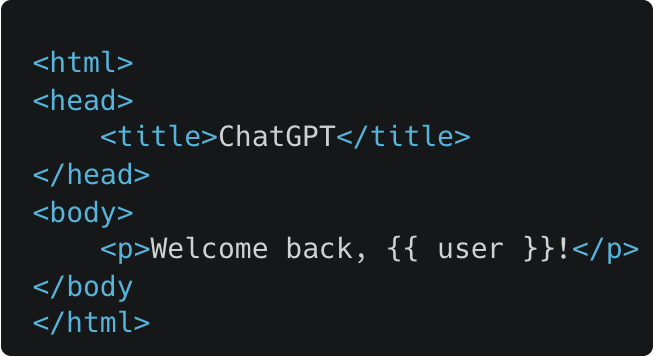 <html>
<head>
    <title>ChatGPT</title>
</head>
<body>
    <p>Welcome back, {{ user }}!</p>
</body
</html>